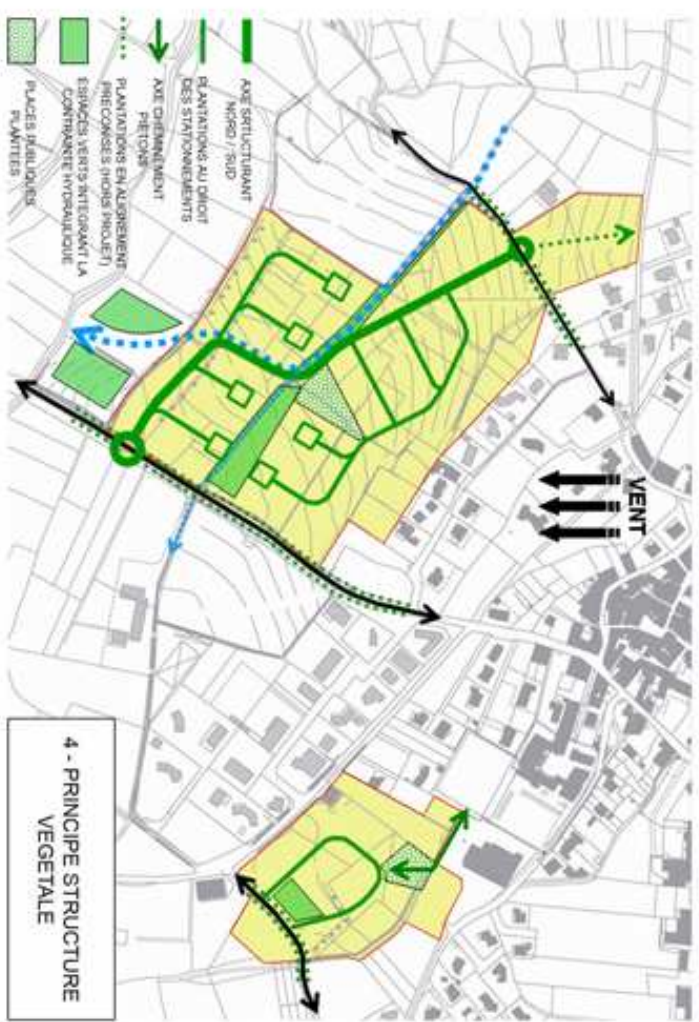 VENT
AXE SRTUCTURANT
NORD / SUD
PLANTATIONS AU DROIT
DES STATIONNEMENTS
AXE CHEMINEMENT
PIETONS
PLANTATIONS EN ALIGNEMENT
PRECONISES (HORS PROJET)
ESPACES VERTS INTEGRANT LA
CONTRAINTE HYDRAULIQUE
PLACES PUBLIQUES
PLANTEES
4 - PRINCIPE STRUCTURE
VEGETALE